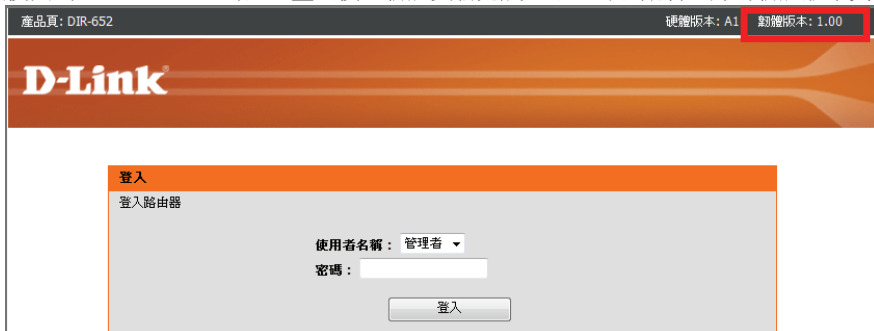 產品頁: DIR-652 硬體版本: A1 韌體版本: 1.00
D-Link®
登入
登入路由器
使用者名稱： 管理者
密碼：
登入